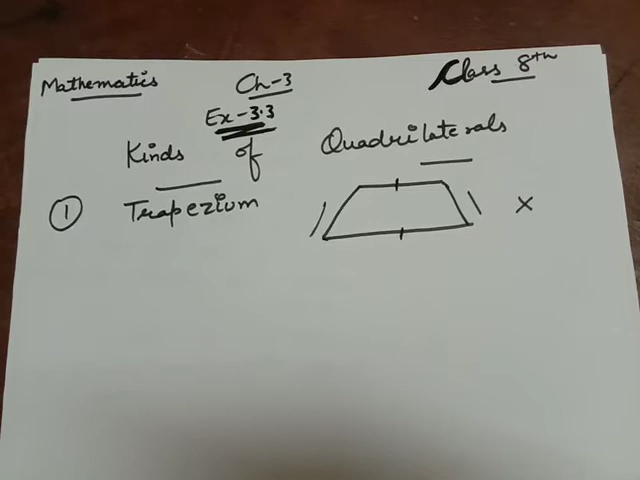 Mathematics Ch-3 Class 8th
Ex-3.3
Kinds of Quadrilaterals
① Trapezium ×